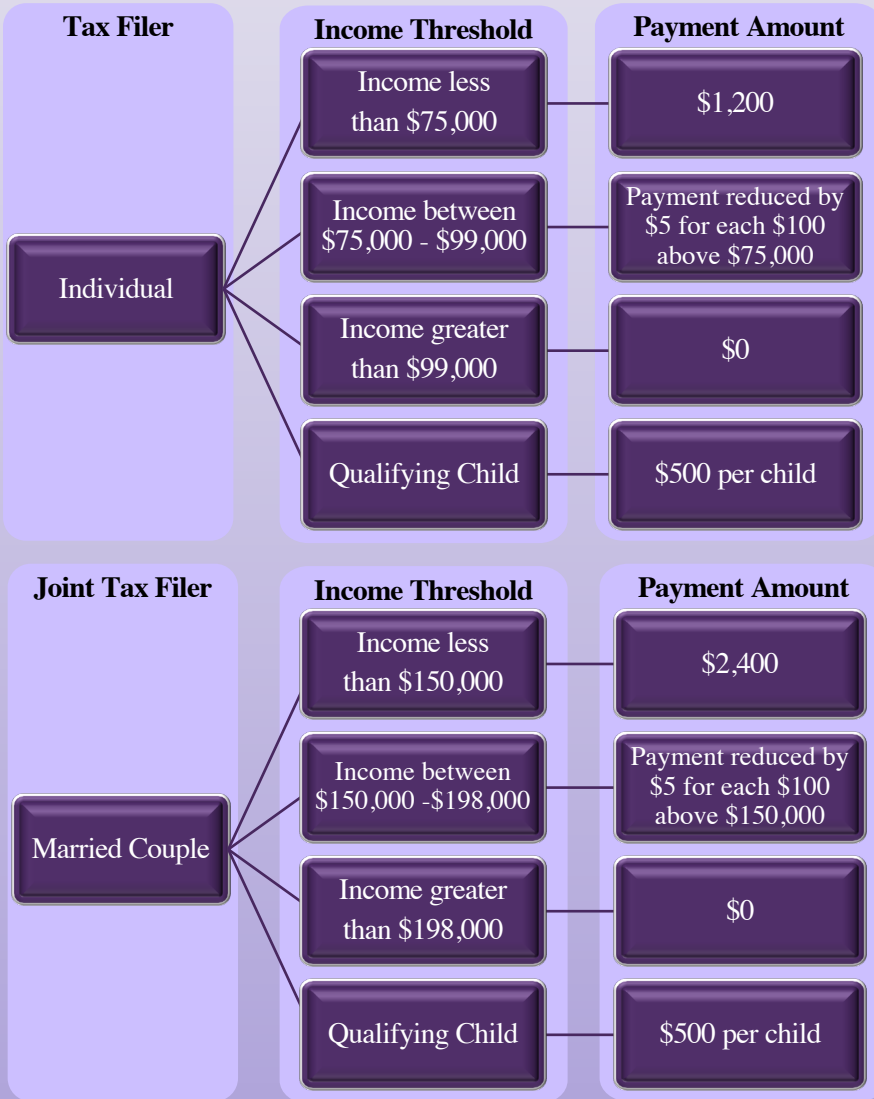 Tax Filer
Income Threshold
Payment Amount
Individual
Income less
than $75,000
$1,200
Income between
$75,000 - $99,000
Payment reduced by
$5 for each $100
above $75,000
Income greater
than $99,000
$0
Qualifying Child
$500 per child
Joint Tax Filer
Income Threshold
Payment Amount
Married Couple
Income less
than $150,000
$2,400
Income between
$150,000 -$198,000
Payment reduced by
$5 for each $100
above $150,000
Income greater
than $198,000
$0
Qualifying Child
$500 per child